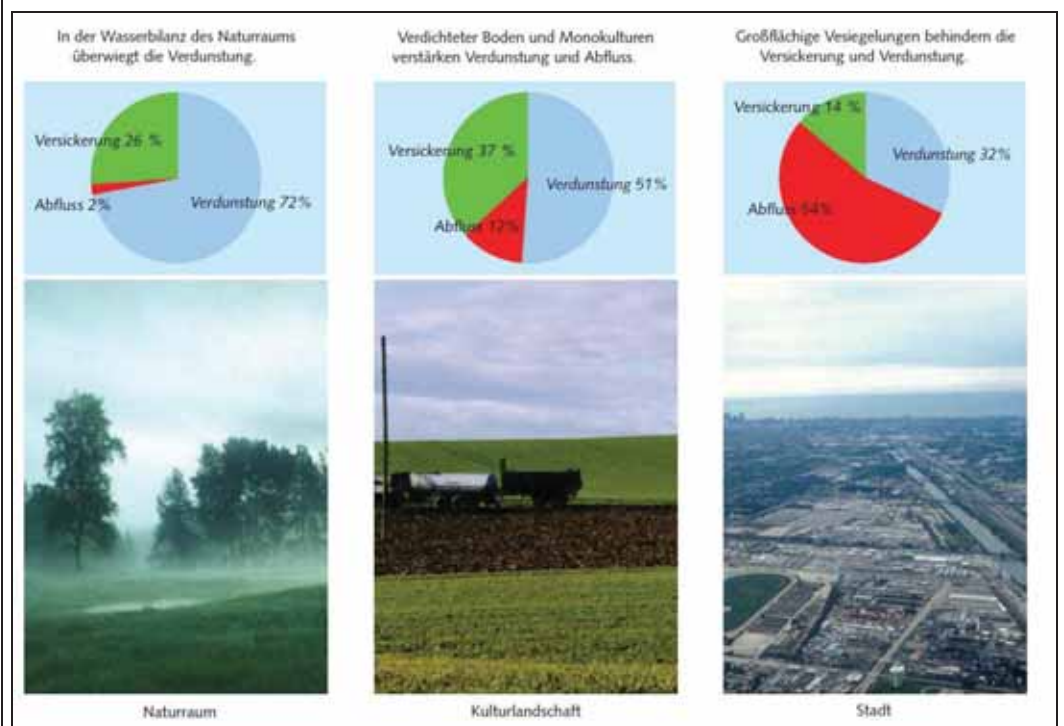 In der Wasserbilanz des Naturraums
überwiegt die Verdunstung.
Versickerung 26 %
Abfluss 2%
Verdunstung 72%
Naturraum
Verdichteter Boden und Monokulturen
verstärken Verdunstung und Abfluss.
Versickerung 37 %
Verdunstung 51%
Abfluss 12%
Kulturlandschaft
Großflächige Vesiegelungen behindern die
Versickerung und Verdunstung.
Versickerung 14 %
Verdunstung 32%
Abfluss 54%
Stadt